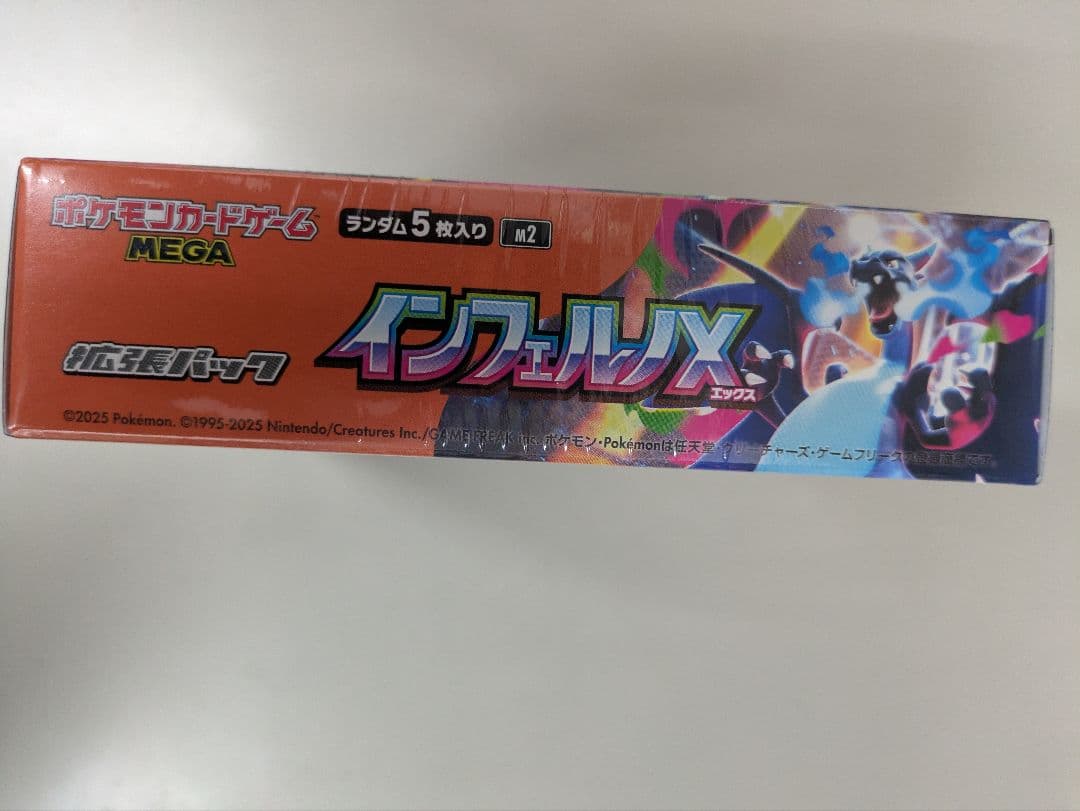 ポケモンカードゲーム
MEGA
ランダム5枚入り
M2
拡張パック
インフェルノX
エックス
©2025 Pokémon. ©1995-2025 Nintendo/Creatures Inc./GAME FREAK inc. ポケモン・Pokémonは任天堂・クリーチャーズ・ゲームフリークの登録商標です。